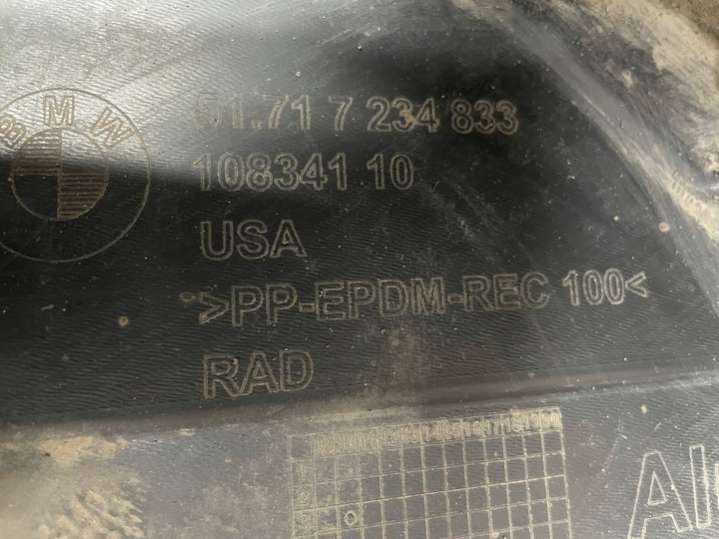 BMW
51.71 7 234 833
108341 10
USA
>PP-EPDM-REC 100<
RAD